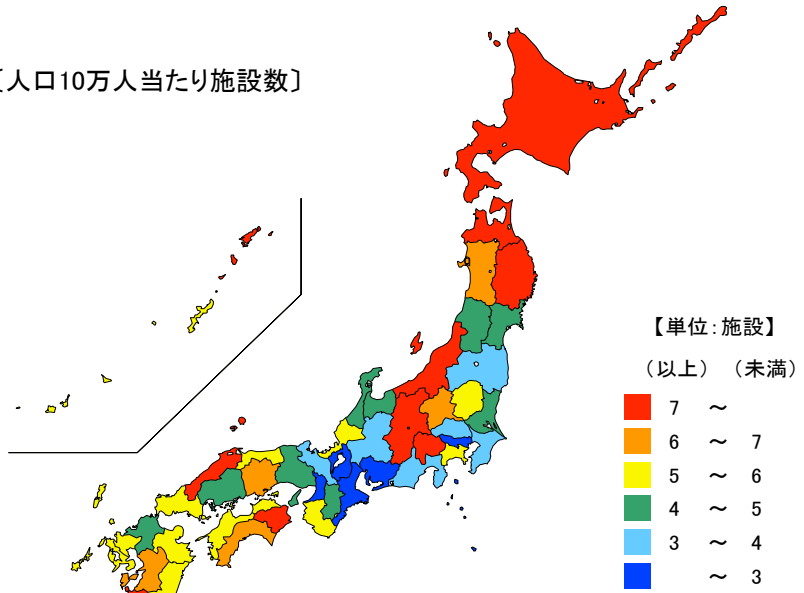 〔人口10万人当たり施設数〕
【単位:施設】
（以上） （未満）
7 ～
6 ～ 7
5 ～ 6
4 ～ 5
3 ～ 4
～ 3